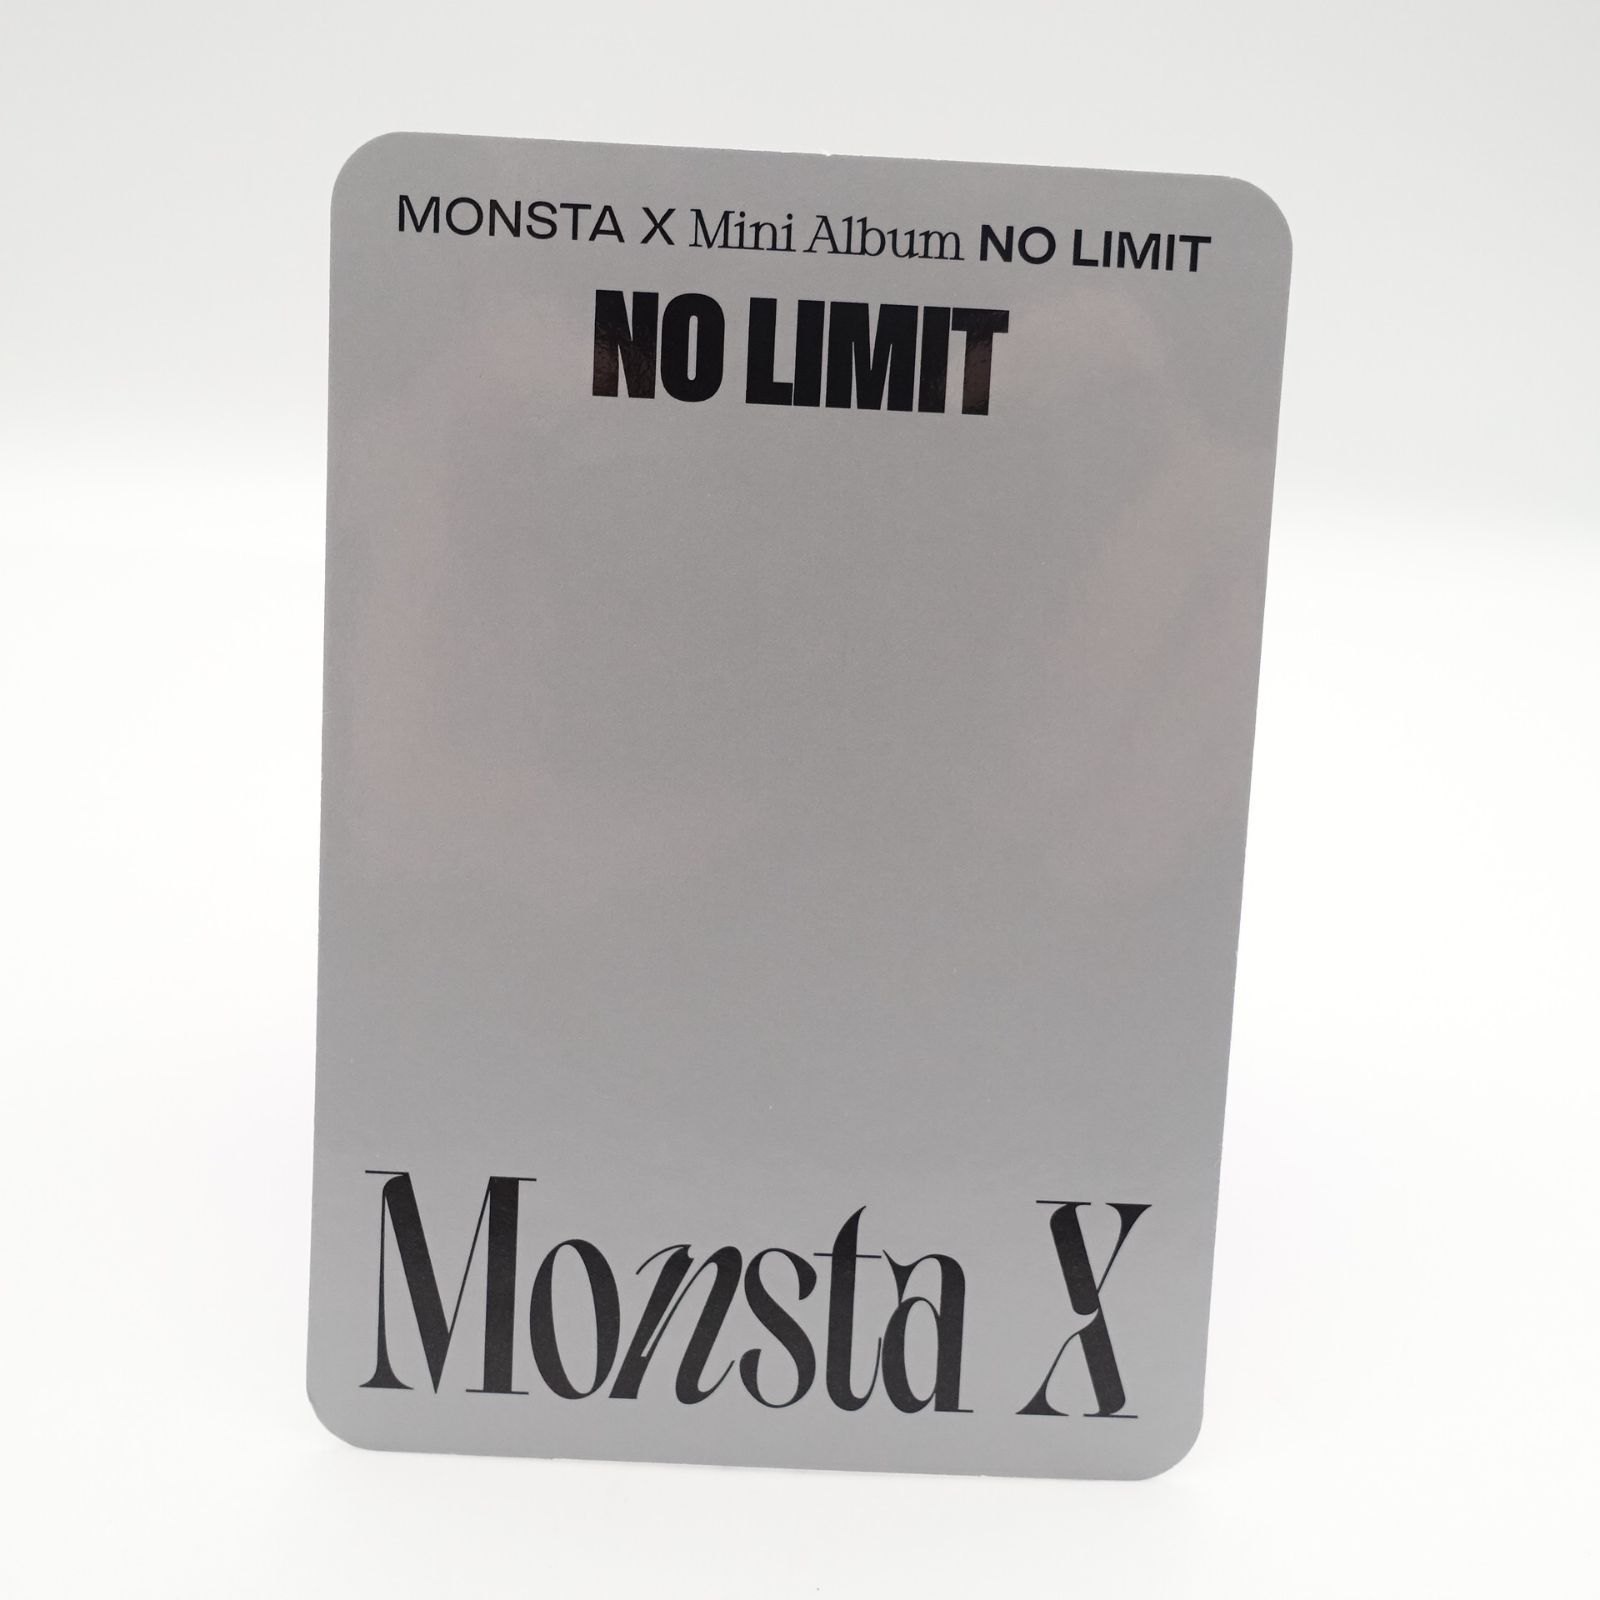 MONSTA X Mini Album NO LIMIT
NO LIMIT
Monsta X